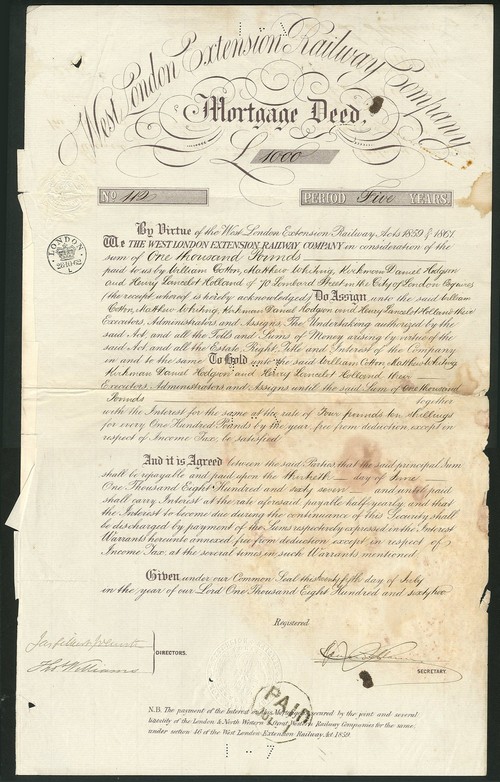 West London Extension Railway Company
Mortgage Deed,
£ 1000
No 42 PERIOD Five YEARS.
LONDON
By Virtue of the West London Extension Railway Acts 1859 & 1861
We THE WEST LONDON EXTENSION RAILWAY COMPANY in consideration of the
sum of One thousand Pounds
paid to us by William Cotton, Matthew Whiting, Kirkman Daniel Hodgson
and Henry Lancelot Holland of 70 Lombard Street in the City of London Esquires
(the receipt whereof is hereby acknowledged) Do Assign unto the said William
Cotton, Matthew Whiting, Kirkman Daniel Hodgson and Henry Lancelot Holland their
Executors, Administrators and Assigns The Undertaking authorized by the
said Act, and all the Tolls and Sums of Money arising by virtue of the
said Act, and all the Estate, Right, Title and Interest of the Company
in and to the same To Hold unto the said William Cotton, Matthew Whiting
Kirkman Daniel Hodgson and Henry Lancelot Holland, their
Executors Administrators and Assigns until the said Sum of One thousand
Pounds together
with the Interest for the same at the rate of Four pounds ten shillings
for every One Hundred Pounds by the year, free from deduction, except in
respect of Income Tax, be satisfied
And it is Agreed between the said Parties that the said principal Sum
shall be repayable and paid upon the thirtieth day of June
One Thousand Eight Hundred and sixty seven and until paid
shall carry Interest at the rate aforesaid payable half yearly, and that
the Interest to become due during the continuance of this Security, shall
be discharged by payment of the Sums respectively expressed in the Interest
Warrants hereunto annexed, free from deduction except in respect of
Income Tax, at the several times in such Warrants mentioned
Given under our Common Seal this twenty fifth day of July
in the year of our Lord One Thousand Eight Hundred and sixty two
Registered
DIRECTORS.
Thos Williams
SECRETARY.
PAID
N.B. The payment of the Interest on this Mortgage is secured by the joint and several
liability of the London & North Western & Great Western Railway Companies for the same,
under section 16 of the West London Extension Railway Act 1859.